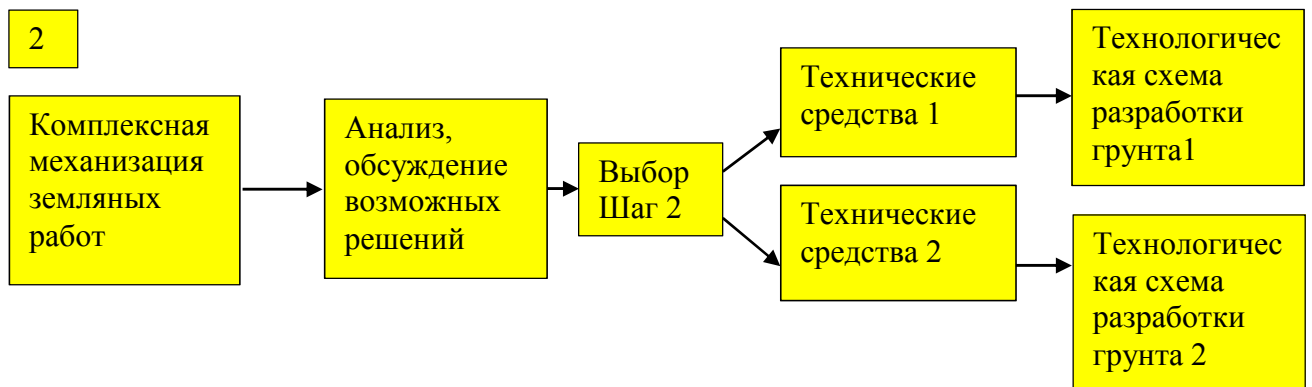 2
Комплексная
механизация
земляных
работ
Анализ,
обсуждение
возможных
решений
Выбор
Шаг 2
Технические
средства 1
Технологичес
кая схема
разработки
грунта1
Технические
средства 2
Технологичес
кая схема
разработки
грунта 2